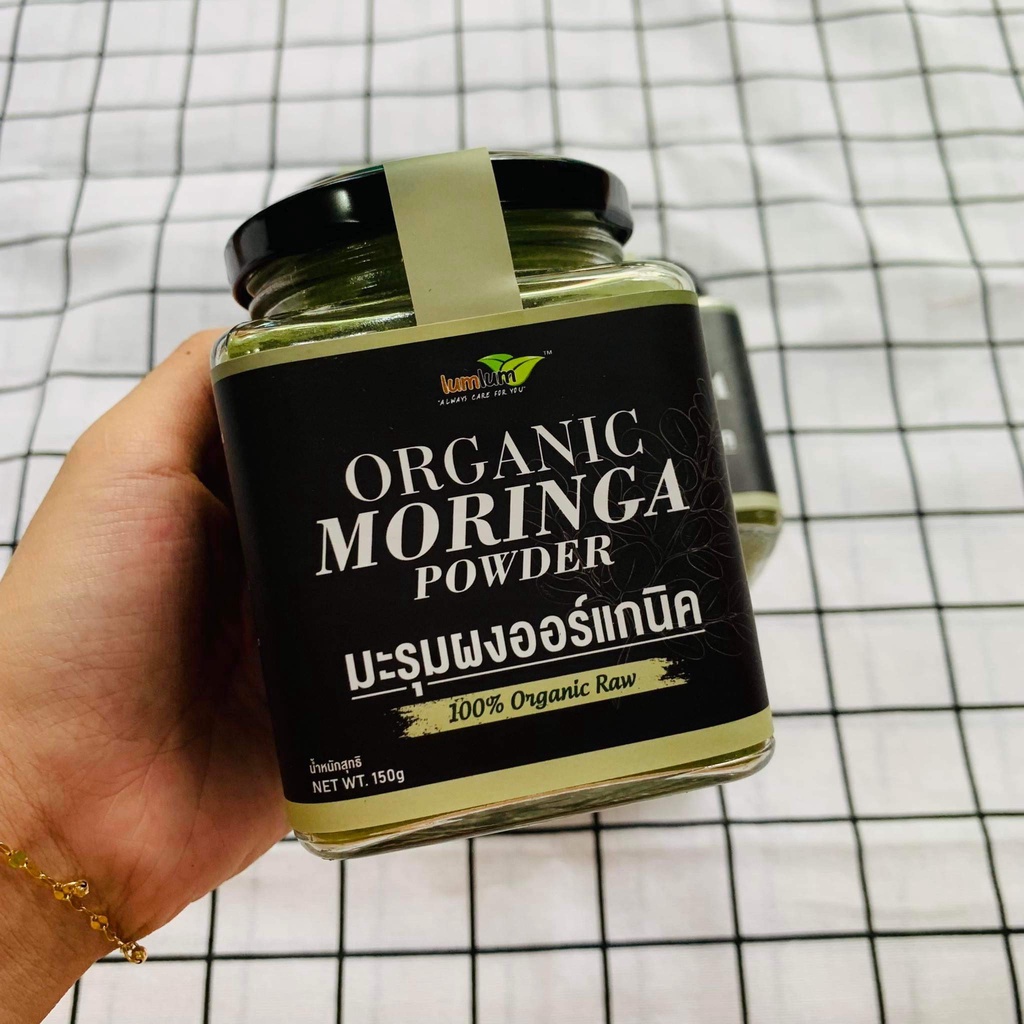 lumlum™
"ALWAYS CARE FOR YOU"
ORGANIC
MORINGA
POWDER
มะรุมผงออร์แกนิค
100% Organic Raw
น้ำหนักสุทธิ
NET WT. 150g